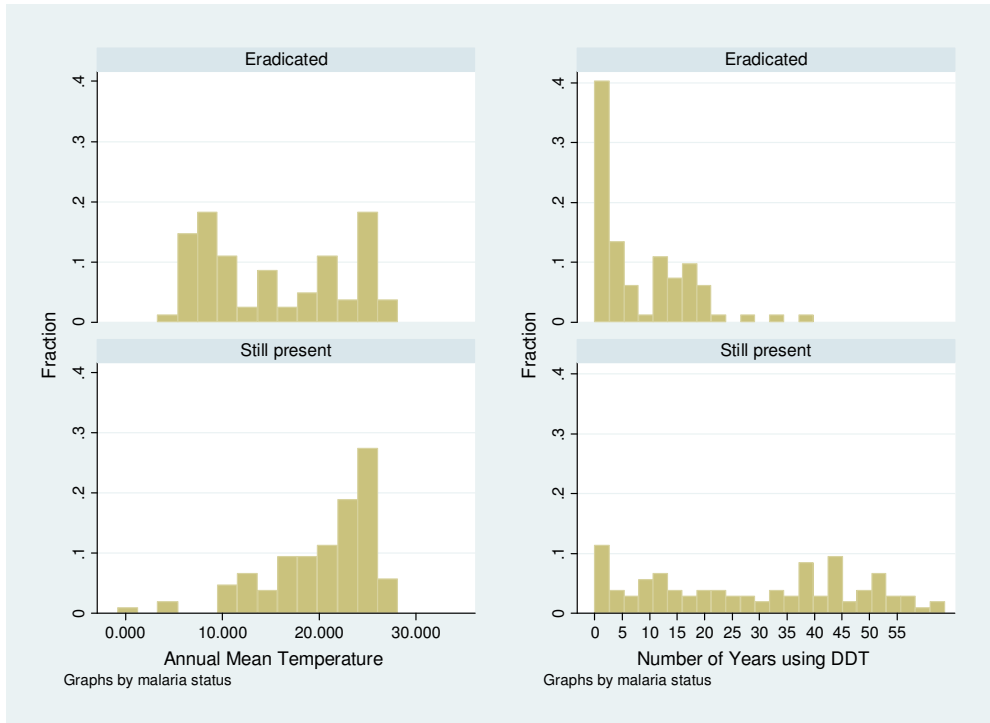 Eradicated
.4
.3
.2
.1
0
Still present
.4
.3
.2
.1
0
Fraction
0.000 10.000 20.000 30.000
Annual Mean Temperature
Graphs by malaria status
Eradicated
.4
.3
.2
.1
0
Still present
.4
.3
.2
.1
0
Fraction
0 5 10 15 20 25 30 35 40 45 50 55
Number of Years using DDT
Graphs by malaria status